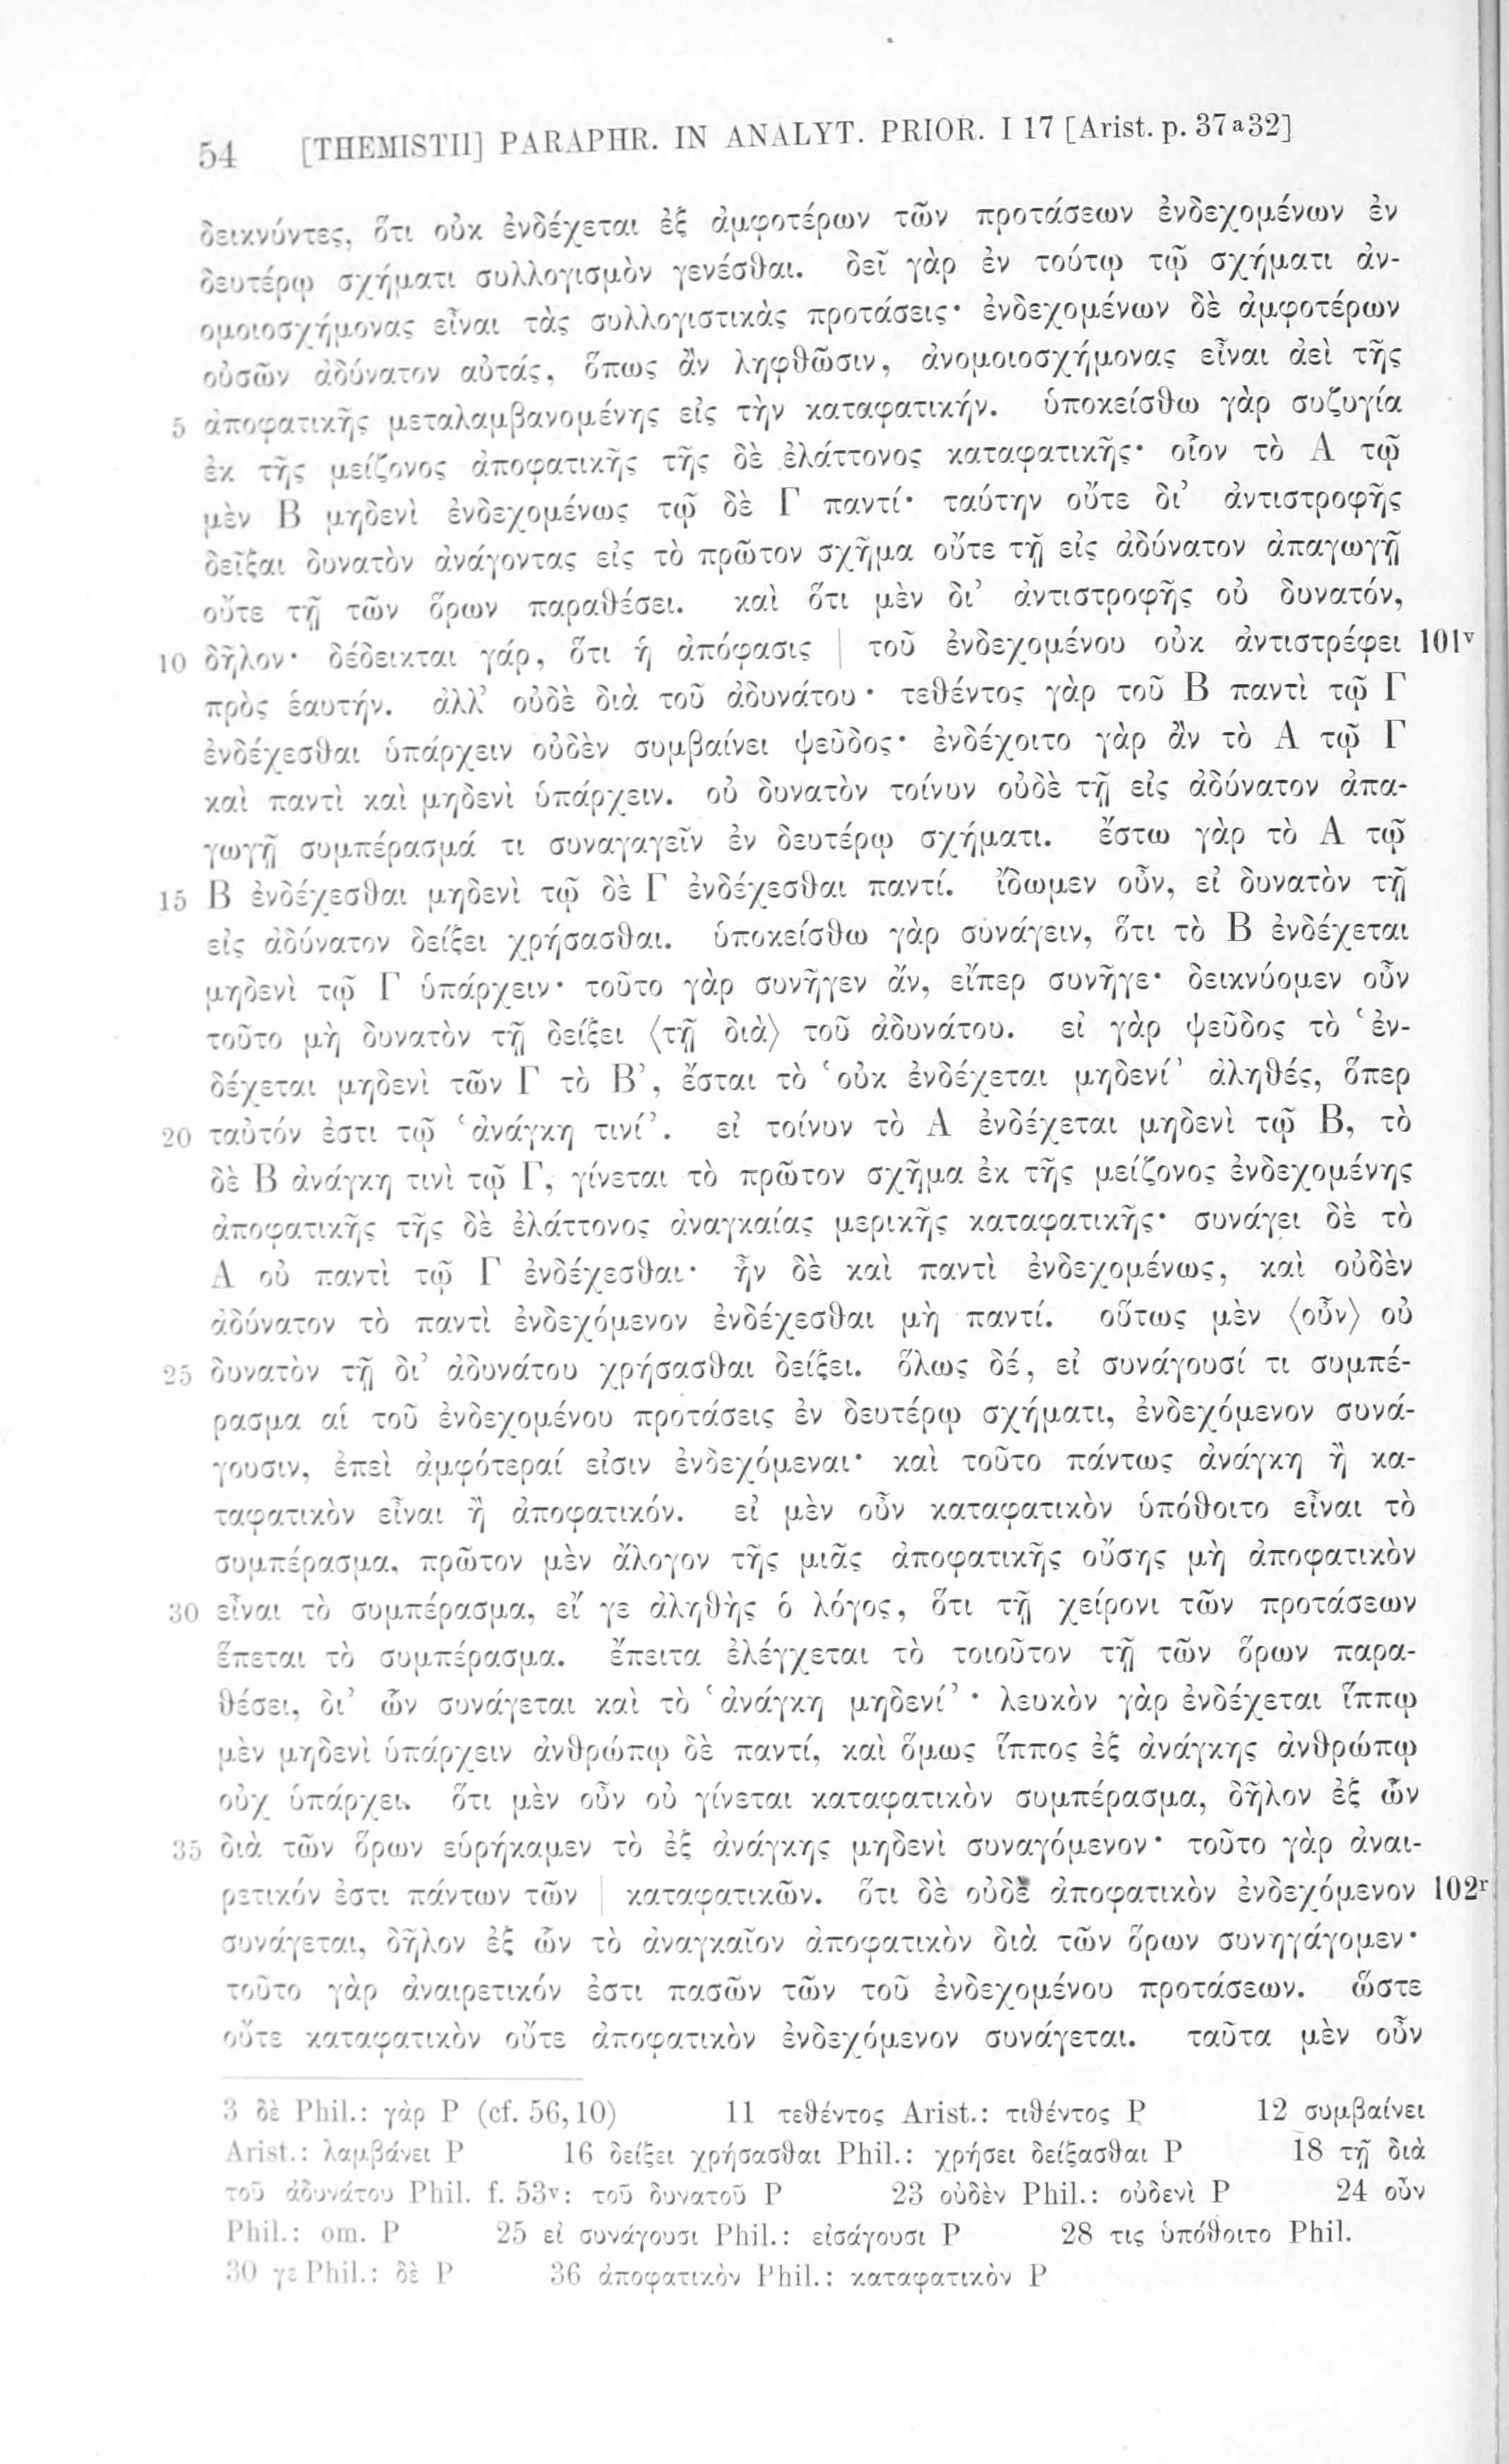 54 [THEMISTII] PARAPHR. IN ANALYT. PRIOR. I 17 [Arist. p. 37a32]
δεικνύντες, ὅτι οὐκ ἐνδέχεται ἐξ ἀμφοτέρων τῶν προτάσεων ἐνδεχομένων ἐν
δευτέρῳ σχήματι συλλογισμὸν γενέσθαι. δεῖ γὰρ ἐν τούτῳ τῷ σχήματι ἀν-
ομοιοσχήμονας εἶναι τὰς συλλογιστικὰς προτάσεις· ἐνδεχομένων δὲ ἀμφοτέρων
οὐσῶν ἀδύνατον αὐτάς, ὅπως ἂν ληφθῶσιν, ἀνομοιοσχήμονας εἶναι ἀεὶ τῆς
5 ἀποφατικῆς μεταλαμβανομένης εἰς τὴν καταφατικήν. ὑποκείσθω γὰρ συζυγία
ἐκ τῆς μείζονος ἀποφατικῆς τῆς δὲ ἐλάττονος καταφατικῆς· οἷον τὸ Α τῷ
μὲν Β μηδενὶ ἐνδεχομένως τῷ δὲ Γ παντί· ταύτην οὔτε δι’ ἀντιστροφῆς
δεῖξαι δυνατὸν ἀνάγοντας εἰς τὸ πρῶτον σχῆμα οὔτε τῇ εἰς ἀδύνατον ἀπαγωγῇ
οὔτε τῇ τῶν ὅρων παραθέσει. καὶ ὅτι μὲν δι’ ἀντιστροφῆς οὐ δυνατόν,
10 δῆλον· δέδεικται γάρ, ὅτι ἡ ἀπόφασις | τοῦ ἐνδεχομένου οὐκ ἀντιστρέφει 101v
πρὸς ἑαυτήν. ἀλλ’ οὐδὲ διὰ τοῦ ἀδυνάτου· τεθέντος γὰρ τοῦ Β παντὶ τῷ Γ
ἐνδέχεσθαι ὑπάρχειν οὐδὲν συμβαίνει ψεῦδος· ἐνδέχοιτο γὰρ ἂν τὸ Α τῷ Γ
καὶ παντὶ καὶ μηδενὶ ὑπάρχειν. οὐ δυνατὸν τοίνυν οὐδὲ τῇ εἰς ἀδύνατον ἀπα-
γωγῇ συμπέρασμά τι συναγαγεῖν ἐν δευτέρῳ σχήματι. ἔστω γὰρ τὸ Α τῷ
15 Β ἐνδέχεσθαι μηδενὶ τῷ δὲ Γ ἐνδέχεσθαι παντί. ἴδωμεν οὖν, εἰ δυνατὸν τῇ
εἰς ἀδύνατον δείξει χρήσασθαι. ὑποκείσθω γὰρ συνάγειν, ὅτι τὸ Β ἐνδέχεται
μηδενὶ τῷ Γ ὑπάρχειν· τοῦτο γὰρ συνῆγεν ἄν, εἴπερ συνῆγε· δεικνύομεν οὖν
τοῦτο μὴ δυνατὸν τῇ δείξει ⟨τῇ διὰ⟩ τοῦ ἀδυνάτου. εἰ γὰρ ψεῦδος τὸ ‘ἐν-
δέχεται μηδενὶ τῶν Γ τὸ Β’, ἔσται τὸ ‘οὐκ ἐνδέχεται μηδενί’ ἀληθές, ὅπερ
20 ταὐτόν ἐστι τῷ ‘ἀνάγκη τινί’. εἰ τοίνυν τὸ Α ἐνδέχεται μηδενὶ τῷ Β, τὸ
δὲ Β ἀνάγκη τινὶ τῷ Γ, γίνεται τὸ πρῶτον σχῆμα ἐκ τῆς μείζονος ἐνδεχομένης
ἀποφατικῆς τῆς δὲ ἐλάττονος ἀναγκαίας μερικῆς καταφατικῆς· συνάγει δὲ τὸ
Α οὐ παντὶ τῷ Γ ἐνδέχεσθαι· ἦν δὲ καὶ παντὶ ἐνδεχομένως, καὶ οὐδὲν
ἀδύνατον τὸ παντὶ ἐνδεχόμενον ἐνδέχεσθαι μὴ παντί. οὕτως μὲν ⟨οὖν⟩ οὐ
25 δυνατὸν τῇ δι’ ἀδυνάτου χρήσασθαι δείξει. ὅλως δέ, εἰ συνάγουσί τι συμπέ-
ρασμα αἱ τοῦ ἐνδεχομένου προτάσεις ἐν δευτέρῳ σχήματι, ἐνδεχόμενον συνά-
γουσιν, ἐπεὶ ἀμφότεραί εἰσιν ἐνδεχόμεναι· καὶ τοῦτο πάντως ἀνάγκη ἢ κα-
ταφατικὸν εἶναι ἢ ἀποφατικόν. εἰ μὲν οὖν καταφατικὸν ὑπόθοιτο εἶναι τὸ
συμπέρασμα, πρῶτον μὲν ἄλογον τῆς μιᾶς ἀποφατικῆς οὔσης μὴ ἀποφατικὸν
30 εἶναι τὸ συμπέρασμα, εἴ γε ἀληθὴς ὁ λόγος, ὅτι τῇ χείρονι τῶν προτάσεων
ἕπεται τὸ συμπέρασμα. ἔπειτα ἐλέγχεται τὸ τοιοῦτον τῇ τῶν ὅρων παρα-
θέσει, δι’ ὧν συνάγεται καὶ τὸ ‘ἀνάγκη μηδενί’· λευκὸν γὰρ ἐνδέχεται ἵππῳ
μὲν μηδενὶ ὑπάρχειν ἀνθρώπῳ δὲ παντί, καὶ ὅμως ἵππος ἐξ ἀνάγκης ἀνθρώπῳ
οὐχ ὑπάρχει. ὅτι μὲν οὖν οὐ γίνεται καταφατικὸν συμπέρασμα, δῆλον ἐξ ὧν
35 διὰ τῶν ὅρων εὑρήκαμεν τὸ ἐξ ἀνάγκης μηδενὶ συναγόμενον· τοῦτο γὰρ ἀναι-
ρετικόν ἐστι πάντων τῶν | καταφατικῶν. ὅτι δὲ οὐδὲ ἀποφατικὸν ἐνδεχόμενον 102r
συνάγεται, δῆλον ἐξ ὧν τὸ ἀναγκαῖον ἀποφατικὸν διὰ τῶν ὅρων συνηγάγομεν·
τοῦτο γὰρ ἀναιρετικόν ἐστι πασῶν τῶν τοῦ ἐνδεχομένου προτάσεων. ὥστε
οὔτε καταφατικὸν οὔτε ἀποφατικὸν ἐνδεχόμενον συνάγεται. ταῦτα μὲν οὖν
3 δὲ Phil.: γὰρ P (cf. 56,10) 11 τεθέντος Arist.: τιθέντος P 12 συμβαίνει
Arist.: λαμβάνει P 16 δείξει χρήσασθαι Phil.: χρήσει δείξασθαι P 18 τῇ διὰ
τοῦ ἀδυνάτου Phil. f. 53v: τοῦ δυνατοῦ P 23 οὐδὲν Phil.: οὐδενὶ P 24 οὖν
Phil.: om. P 25 εἰ συνάγουσι Phil.: εἰσάγουσι P 28 τις ὑπόθοιτο Phil.
30 γε Phil.: δὲ P 36 ἀποφατικὸν Phil.: καταφατικὸν P